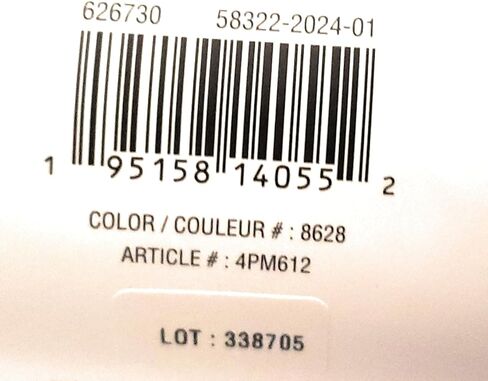 626730 58322-2024-01
1 95158 14055 2
COLOR / COULEUR # : 8628
ARTICLE # : 4PM612
LOT : 338705